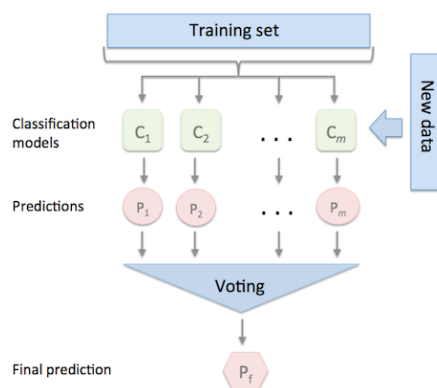 Training set
New data
Classification
models
C1 C2 ... Cm
Predictions
P1 P2 ... Pm
Voting
Final prediction
Pf